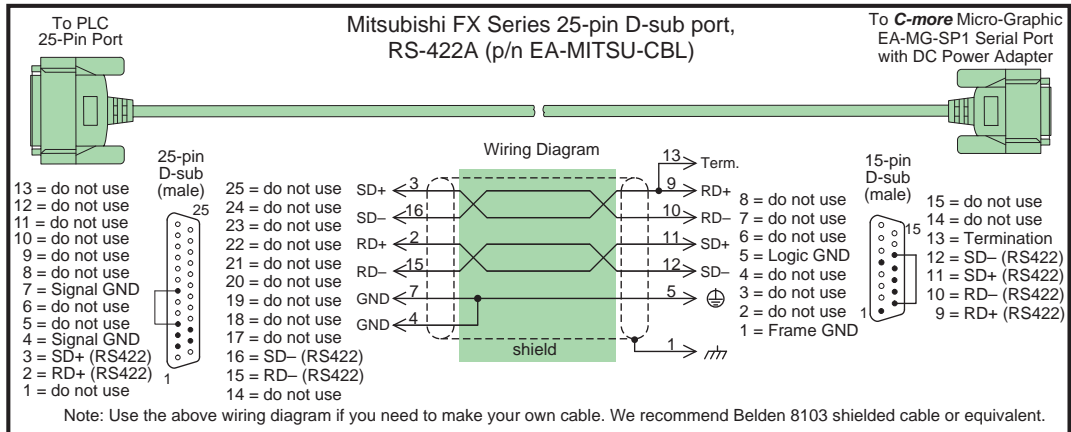 To PLC
25-Pin Port
Mitsubishi FX Series 25-pin D-sub port,
RS-422A (p/n EA-MITSU-CBL)
To C-more Micro-Graphic
EA-MG-SP1 Serial Port
with DC Power Adapter
25-pin
D-sub
(male)
13 = do not use
12 = do not use
11 = do not use
10 = do not use
9 = do not use
8 = do not use
7 = Signal GND
6 = do not use
5 = do not use
4 = Signal GND
3 = SD+ (RS422)
2 = RD+ (RS422)
1 = do not use
25
1
25 = do not use
24 = do not use
23 = do not use
22 = do not use
21 = do not use
20 = do not use
19 = do not use
18 = do not use
17 = do not use
16 = SD– (RS422)
15 = RD– (RS422)
14 = do not use
Wiring Diagram
13 Term.
SD+ 3 9 RD+
SD– 16 10 RD–
RD+ 2 11 SD+
RD– 15 12 SD–
GND 7 5
GND 4
shield 1
15-pin
D-sub
(male)
8 = do not use
7 = do not use
6 = do not use
5 = Logic GND
4 = do not use
3 = do not use
2 = do not use
1 = Frame GND
15
1
15 = do not use
14 = do not use
13 = Termination
12 = SD– (RS422)
11 = SD+ (RS422)
10 = RD– (RS422)
9 = RD+ (RS422)
Note: Use the above wiring diagram if you need to make your own cable. We recommend Belden 8103 shielded cable or equivalent.